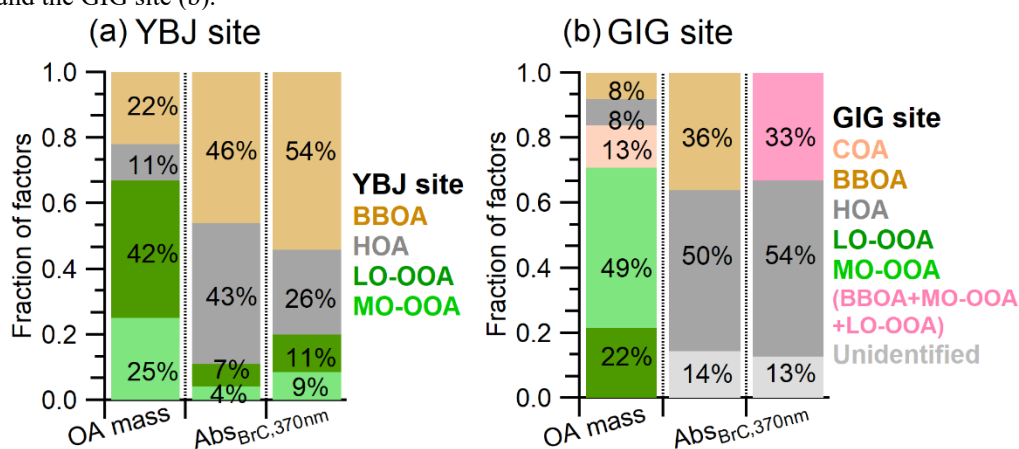 and the GIG site (b).
(a) YBJ site
Fraction of factors
1.0
0.8
0.6
0.4
0.2
0.0
22%
11%
42%
25%
46%
43%
7%
4%
54%
26%
11%
9%
OA mass
AbsBrC,370nm
YBJ site
BBOA
HOA
LO-OOA
MO-OOA
(b) GIG site
Fraction of factors
1.0
0.8
0.6
0.4
0.2
0.0
8%
8%
13%
49%
22%
36%
50%
14%
33%
54%
13%
OA mass
AbsBrC,370nm
GIG site
COA
BBOA
HOA
LO-OOA
MO-OOA
(BBOA+MO-OOA
+LO-OOA)
Unidentified